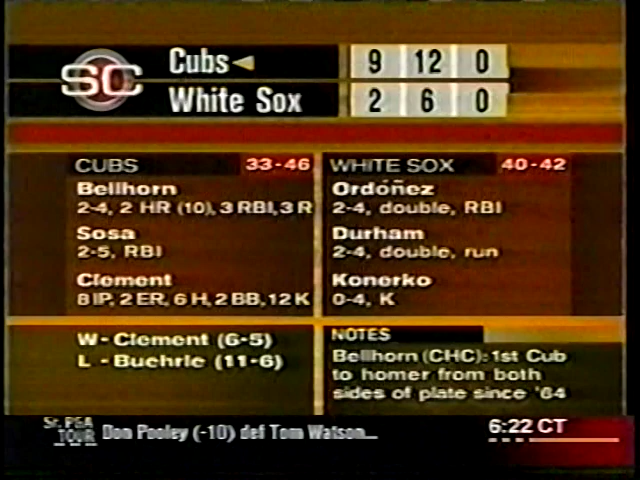 SC
Cubs 9 12 0
White Sox 2 6 0
CUBS 33-46
Bellhorn
2-4, 2 HR (10), 3 RBI, 3 R
Sosa
2-5, RBI
Clement
8 IP, 2 ER, 6 H, 2 BB, 12 K
WHITE SOX 40-42
Ordóñez
2-4, double, RBI
Durham
2-4, double, run
Konerko
0-4, K
W - Clement (6-5)
L - Buehrle (11-6)
NOTES
Bellhorn (CHC): 1st Cub
to homer from both
sides of plate since '64
Sr. PGA
TOUR
Don Pooley (-10) def Tom Watson...
6:22 CT